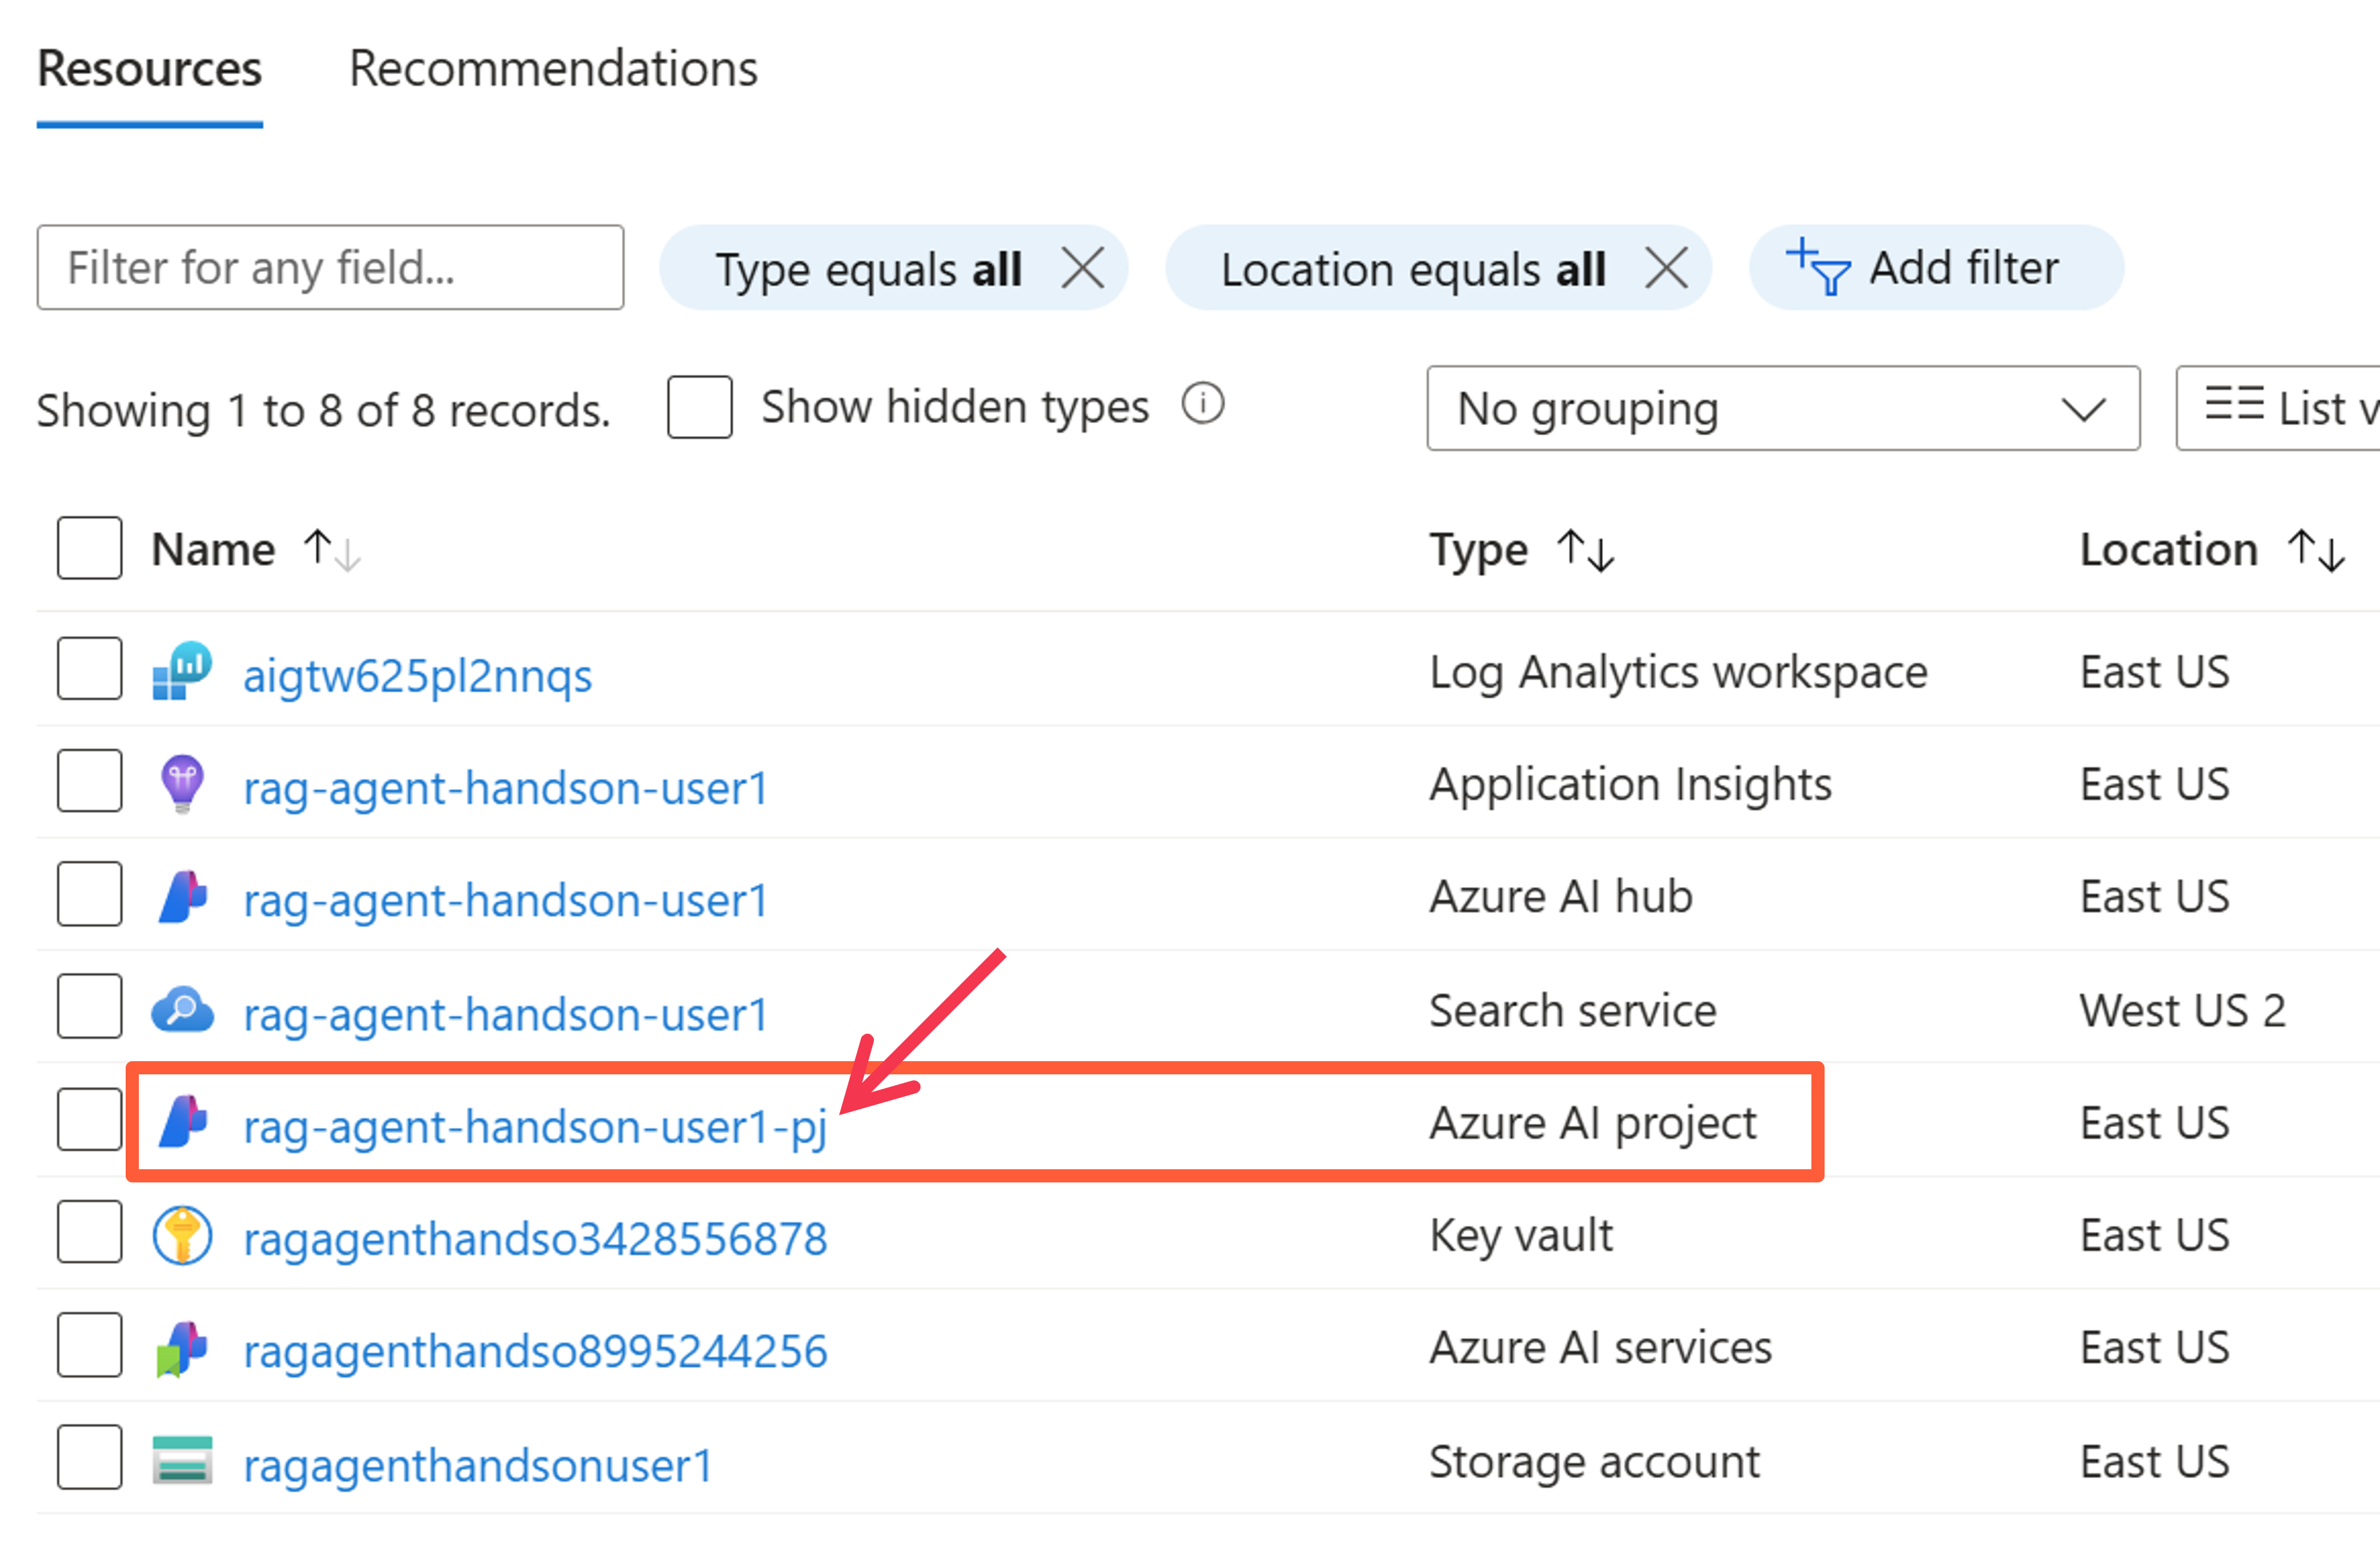 Resources Recommendations
Filter for any field... Type equals all Location equals all Add filter
Showing 1 to 8 of 8 records. Show hidden types No grouping List
Name Type Location
aigtw625pl2nnqs Log Analytics workspace East US
rag-agent-handson-user1 Application Insights East US
rag-agent-handson-user1 Azure AI hub East US
rag-agent-handson-user1 Search service West US 2
rag-agent-handson-user1-pj Azure AI project East US
ragagenthandso3428556878 Key vault East US
ragagenthandso8995244256 Azure AI services East US
ragagenthandsonuser1 Storage account East US